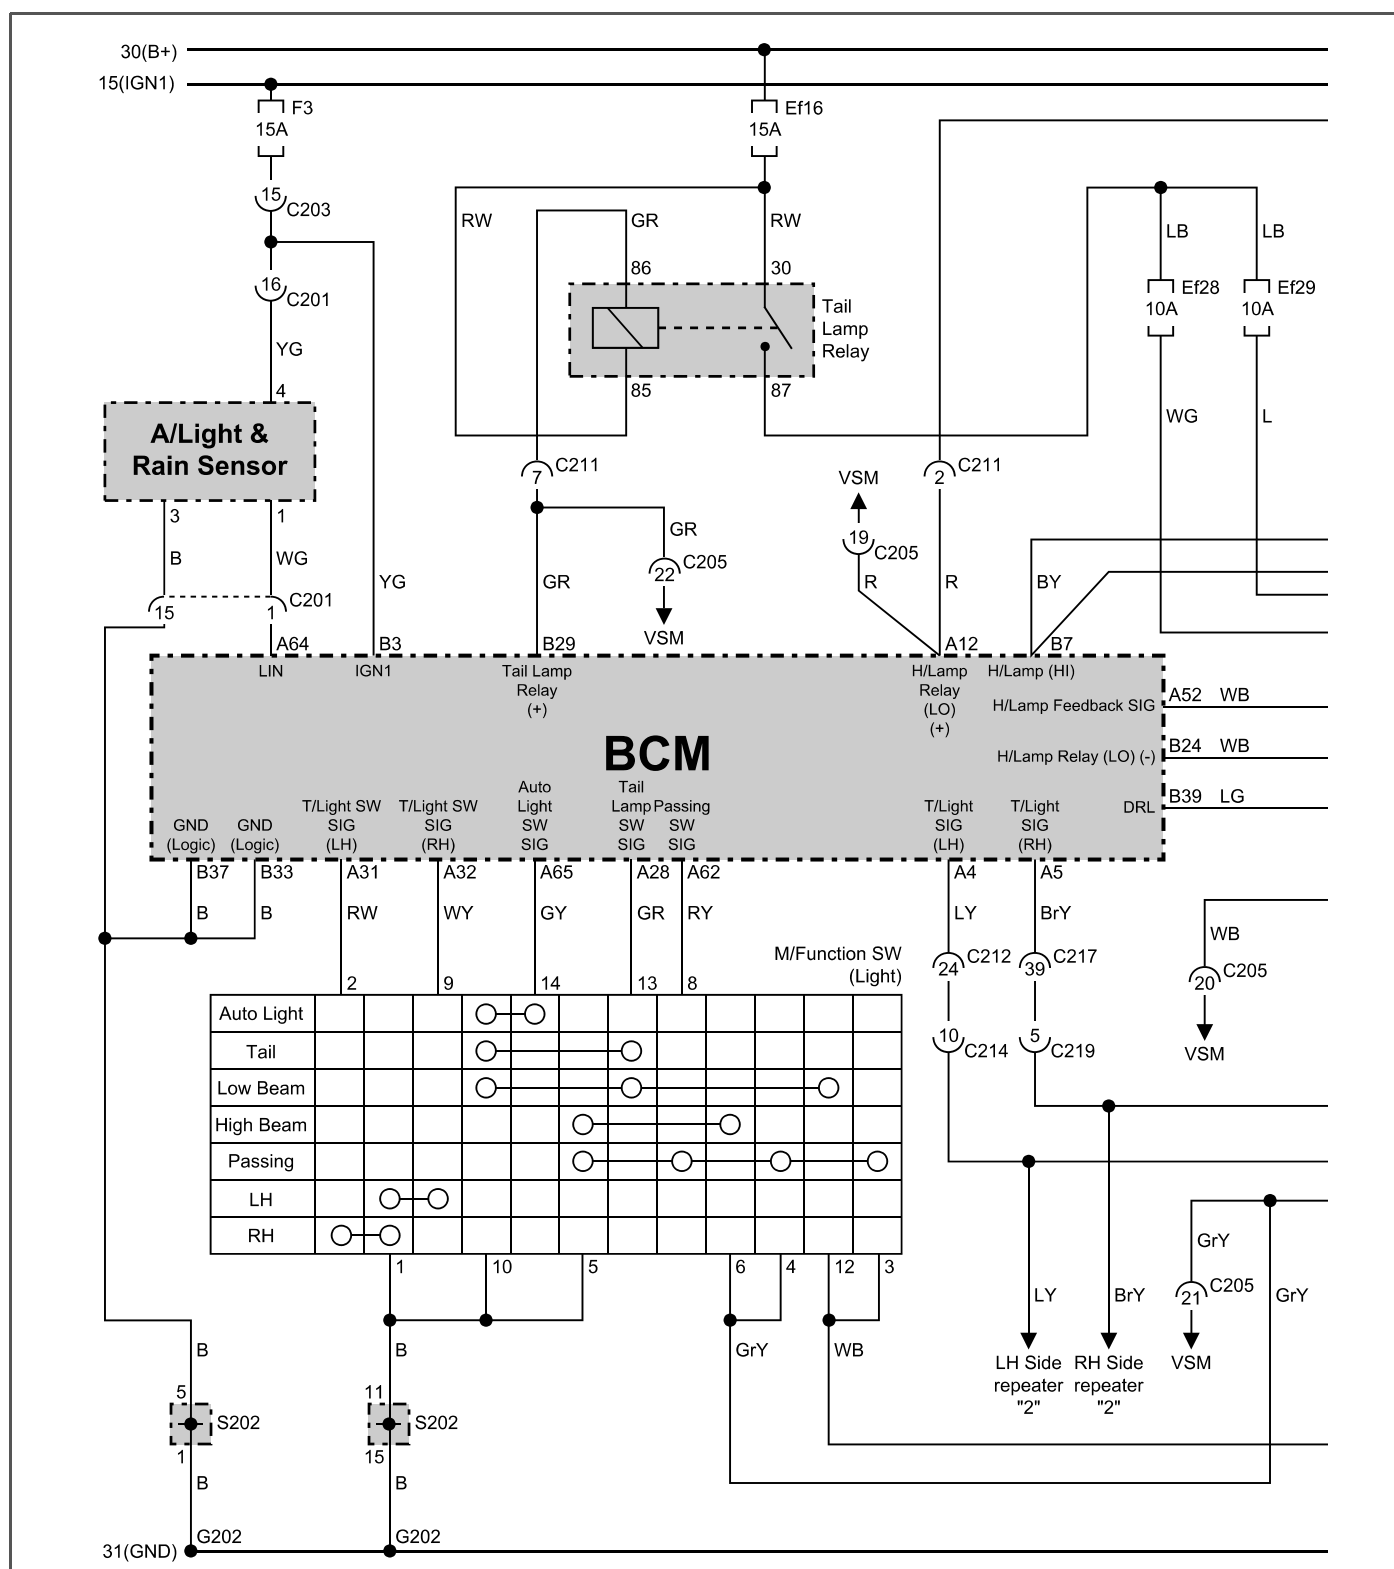 30(B+)
15(IGN1)
F3
Ef16
15A
15A
15
C203
RW
GR
RW
LB
LB
86
30
16
C201
Ef28
Ef29
10A
10A
Tail
Lamp
Relay
YG
4
85
87
WG
L
A/Light &
Rain Sensor
7
C211
VSM
2
C211
3
1
GR
19
C205
B
WG
YG
GR
22
C205
R
R
BY
15
1
C201
VSM
A64
B3
B29
A12
B7
LIN
IGN1
Tail Lamp
Relay
(+)
H/Lamp
Relay
(LO)
(+)
H/Lamp (HI)
H/Lamp Feedback SIG
A52
WB
BCM
H/Lamp Relay (LO) (-)
B24
WB
DRL
B39
LG
GND
(Logic)
GND
(Logic)
T/Light SW
SIG
(LH)
T/Light SW
SIG
(RH)
Auto
Light
SW
SIG
Tail
Lamp
SW
SIG
Passing
SW
SIG
T/Light
SIG
(LH)
T/Light
SIG
(RH)
B37
B33
A31
A32
A65
A28
A62
A4
A5
B
B
RW
WY
GY
GR
RY
LY
BrY
WB
M/Function SW
(Light)
24
C212
39
C217
20
C205
2
9
14
13
8
Auto Light
10
C214
5
C219
VSM
Tail
Low Beam
High Beam
Passing
LH
RH
1
10
5
6
4
12
3
GrY
21
C205
LY
BrY
GrY
B
B
GrY
WB
LH Side
repeater
"2"
RH Side
repeater
"2"
VSM
5
S202
1
11
S202
15
B
B
G202
G202
31(GND)